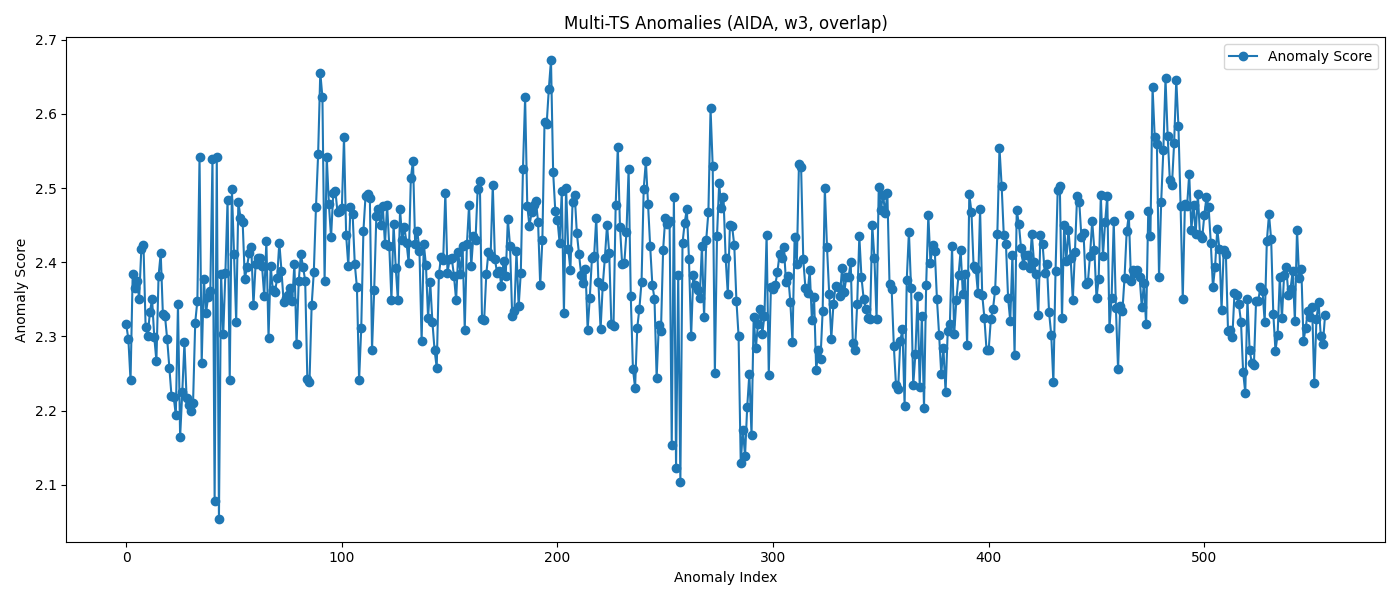 Multi-TS Anomalies (AIDA, w3, overlap)
Anomaly Score
2.7
2.6
2.5
2.4
2.3
2.2
2.1
Anomaly Score
0 100 200 300 400 500
Anomaly Index